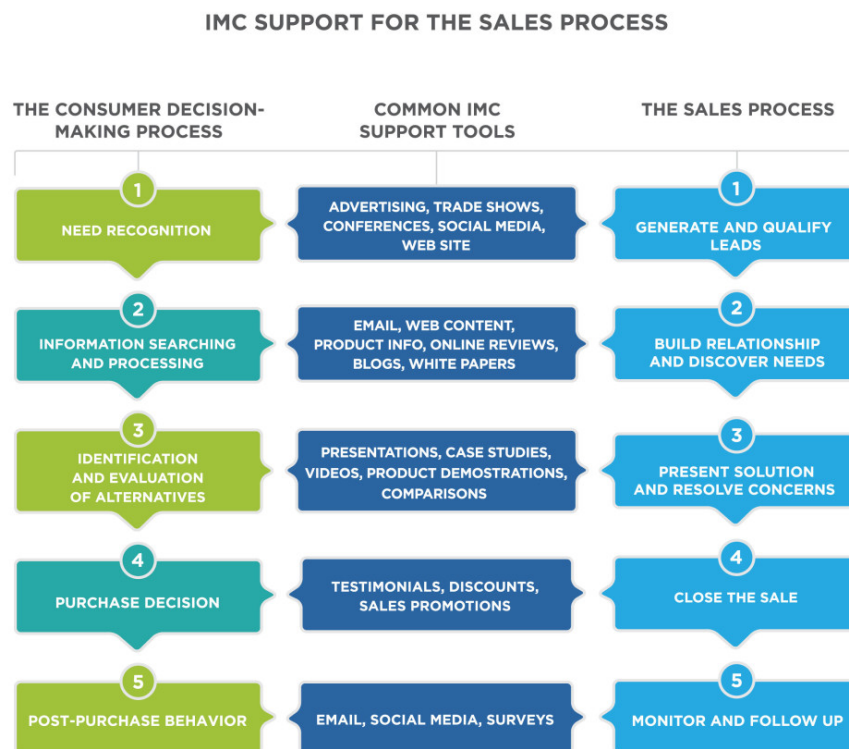 IMC SUPPORT FOR THE SALES PROCESS
THE CONSUMER DECISION-
MAKING PROCESS
COMMON IMC
SUPPORT TOOLS
THE SALES PROCESS
1
NEED RECOGNITION
ADVERTISING, TRADE SHOWS,
CONFERENCES, SOCIAL MEDIA,
WEB SITE
1
GENERATE AND QUALIFY
LEADS
2
INFORMATION SEARCHING
AND PROCESSING
EMAIL, WEB CONTENT,
PRODUCT INFO, ONLINE REVIEWS,
BLOGS, WHITE PAPERS
2
BUILD RELATIONSHIP
AND DISCOVER NEEDS
3
IDENTIFICATION
AND EVALUATION
OF ALTERNATIVES
PRESENTATIONS, CASE STUDIES,
VIDEOS, PRODUCT DEMOSTRATIONS,
COMPARISONS
3
PRESENT SOLUTION
AND RESOLVE CONCERNS
4
PURCHASE DECISION
TESTIMONIALS, DISCOUNTS,
SALES PROMOTIONS
4
CLOSE THE SALE
5
POST-PURCHASE BEHAVIOR
EMAIL, SOCIAL MEDIA, SURVEYS
5
MONITOR AND FOLLOW UP